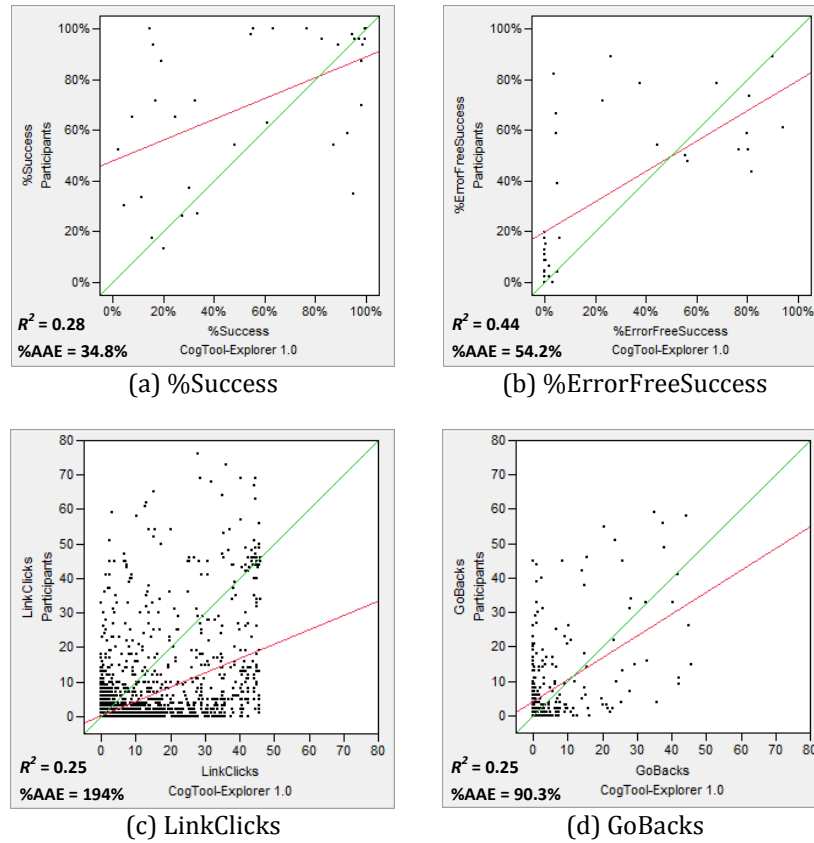 100%
80%
60%
40%
20%
0%
%Success
Participants
0% 20% 40% 60% 80% 100%
R² = 0.28
%Success
%AAE = 34.8%
CogTool-Explorer 1.0
(a) %Success
100%
80%
60%
40%
20%
0%
%ErrorFreeSuccess
Participants
0% 20% 40% 60% 80% 100%
R² = 0.44
%ErrorFreeSuccess
%AAE = 54.2%
CogTool-Explorer 1.0
(b) %ErrorFreeSuccess
80
70
60
50
40
30
20
10
0
LinkClicks
Participants
0 10 20 30 40 50 60 70 80
R² = 0.25
LinkClicks
%AAE = 194%
CogTool-Explorer 1.0
(c) LinkClicks
80
70
60
50
40
30
20
10
0
GoBacks
Participants
0 10 20 30 40 50 60 70 80
R² = 0.25
GoBacks
%AAE = 90.3%
CogTool-Explorer 1.0
(d) GoBacks